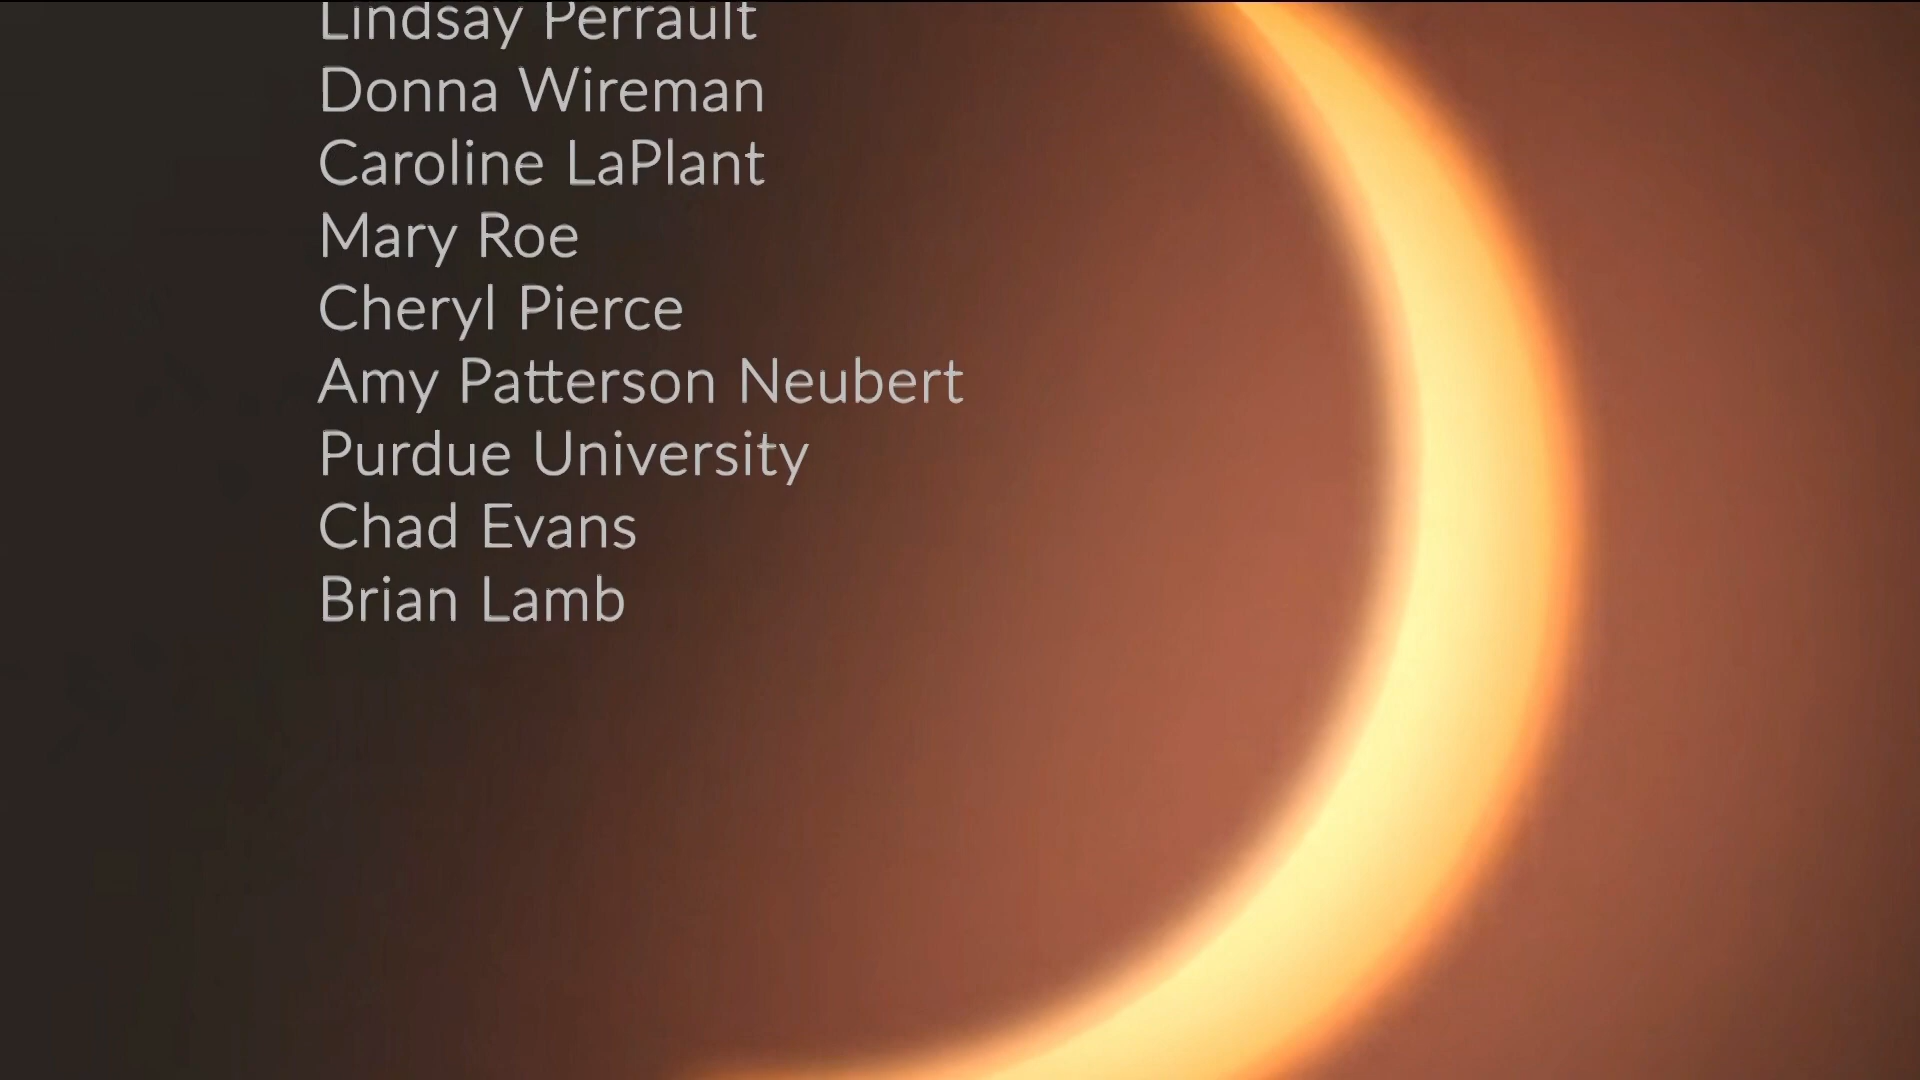 Lindsay Perrault
Donna Wireman
Caroline LaPlant
Mary Roe
Cheryl Pierce
Amy Patterson Neubert
Purdue University
Chad Evans
Brian Lamb